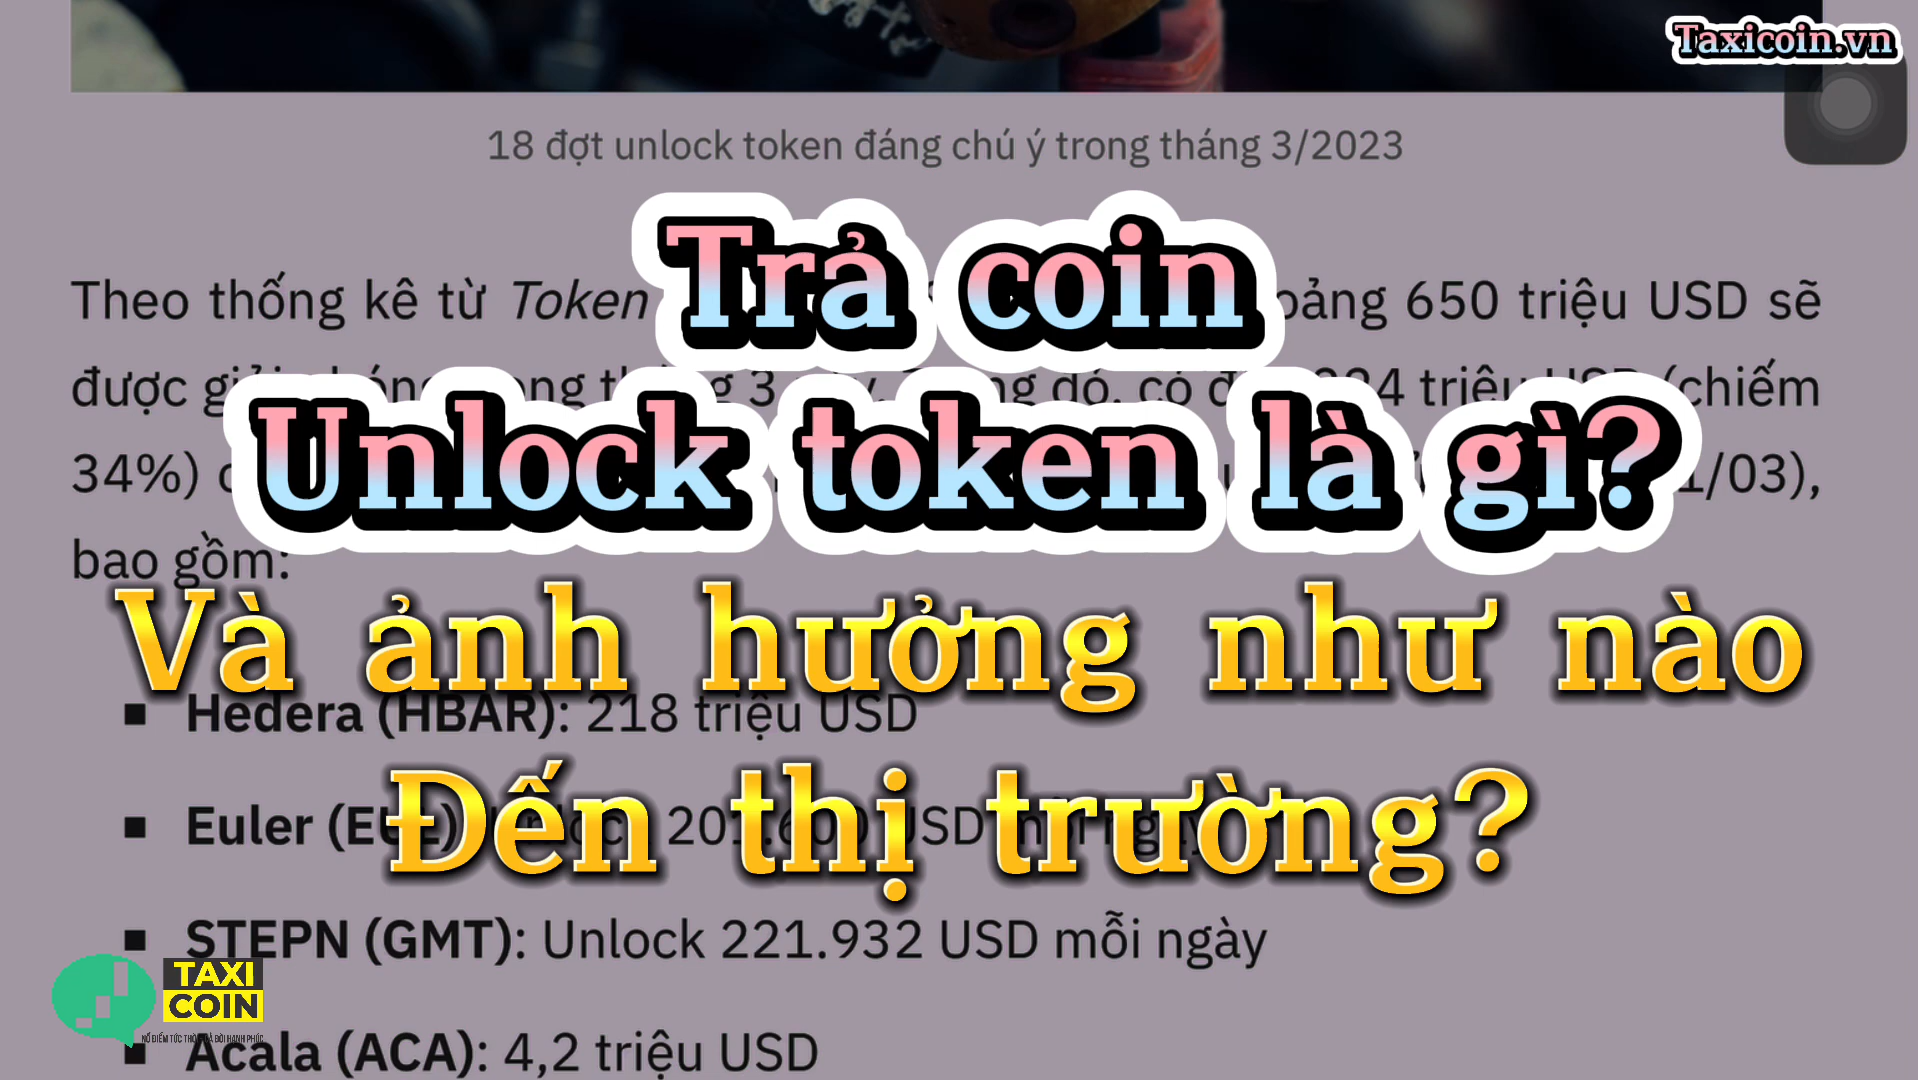 Taxicoin.vn
18 đợt unlock token đáng chú ý trong tháng 3/2023
Trả coin
Theo thống kê từ Token 650 triệu USD sẽ
được 3 triệu (chiếm
Unlock token là gì?
34%)
bao gồm:
Và ảnh hưởng như nào
Hedera (HBAR): 218 triệu USD
Đến thị trường?
Euler
STEPN (GMT): Unlock 221.932 USD mỗi ngày
TAXI
COIN
Acala (ACA): 4,2 triệu USD